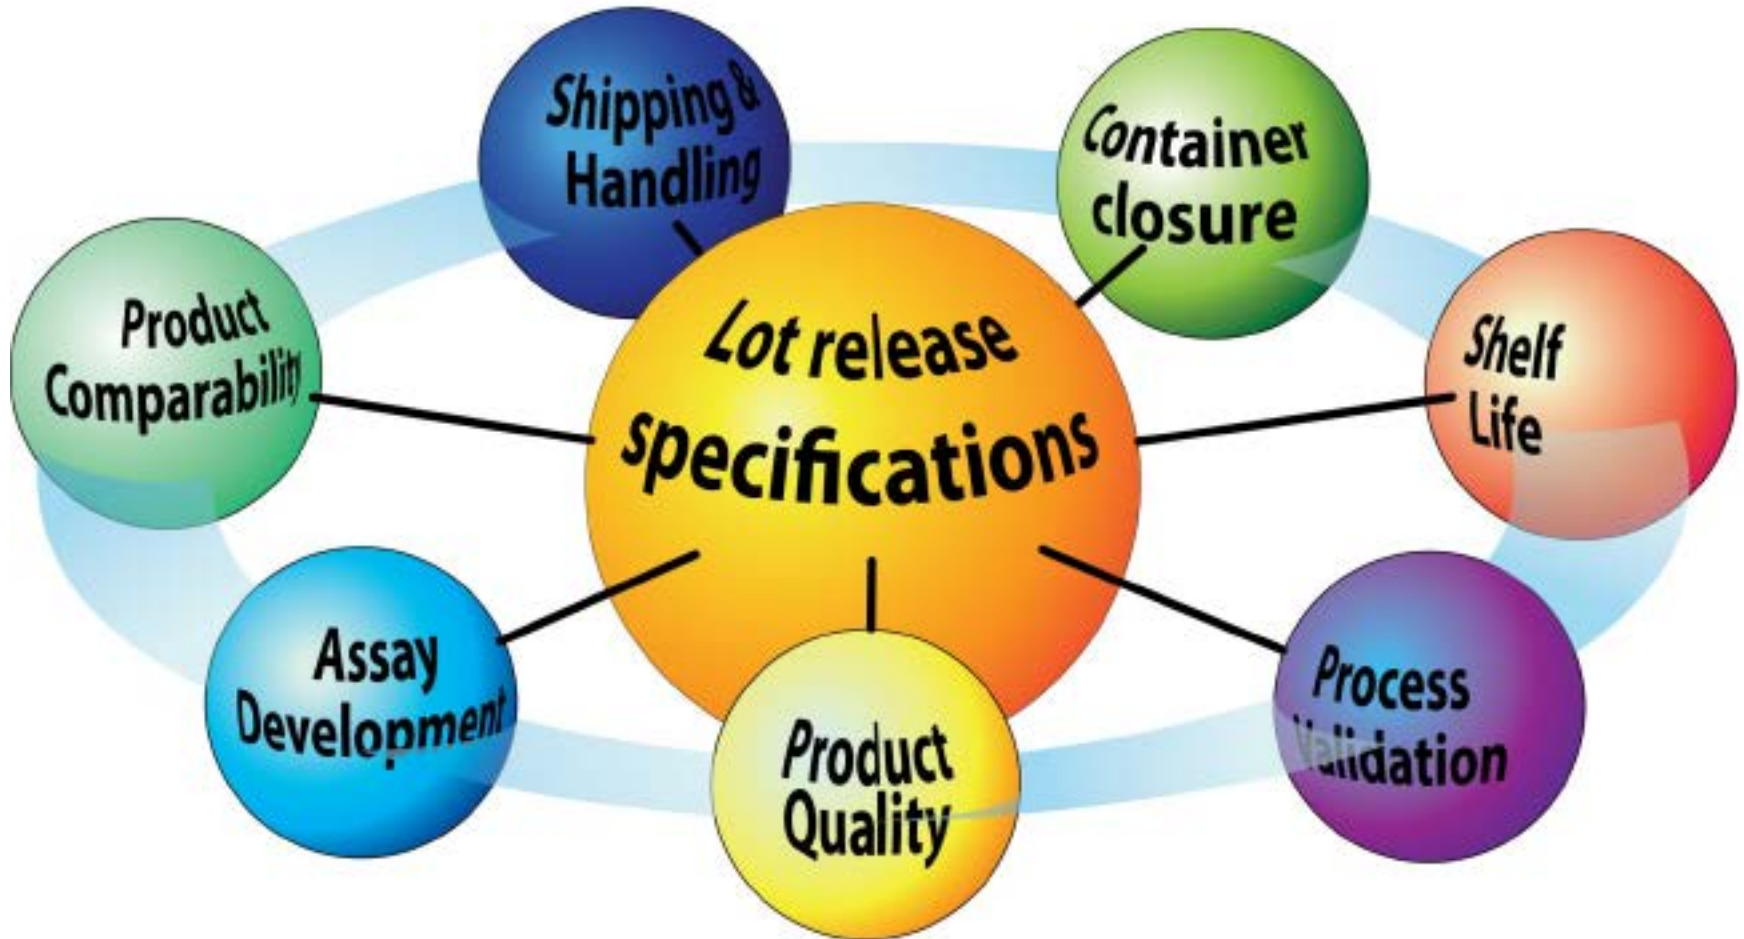 Shipping &
Handling
Container
closure
Product
Comparability
Lot release
specifications
Shelf
Life
Assay
Development
Product
Quality
Process
Validation